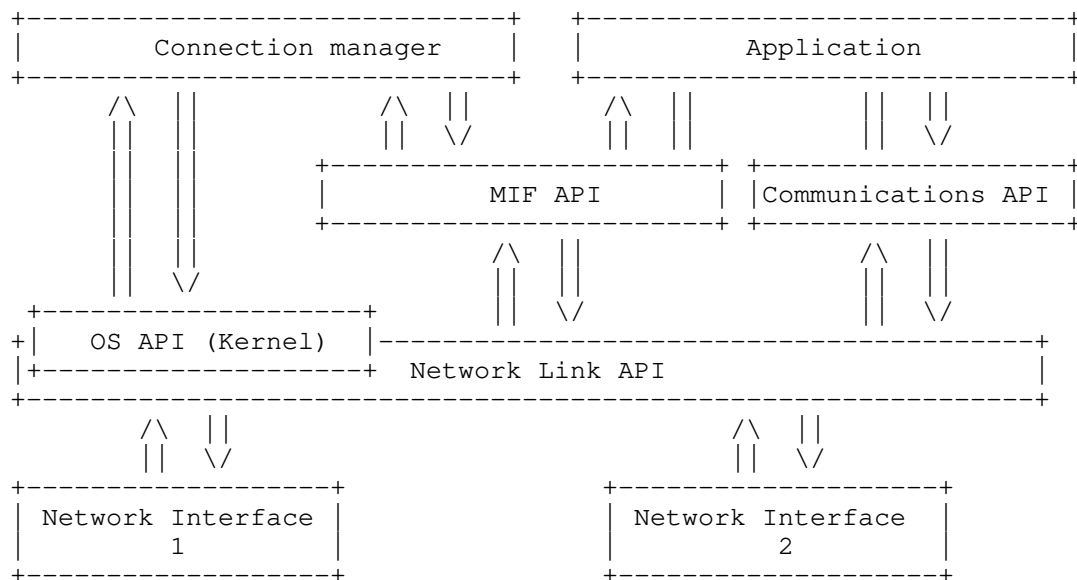 Connection manager
Application
MIF API
Communications API
OS API (Kernel)
Network Link API
Network Interface
1
Network Interface
2